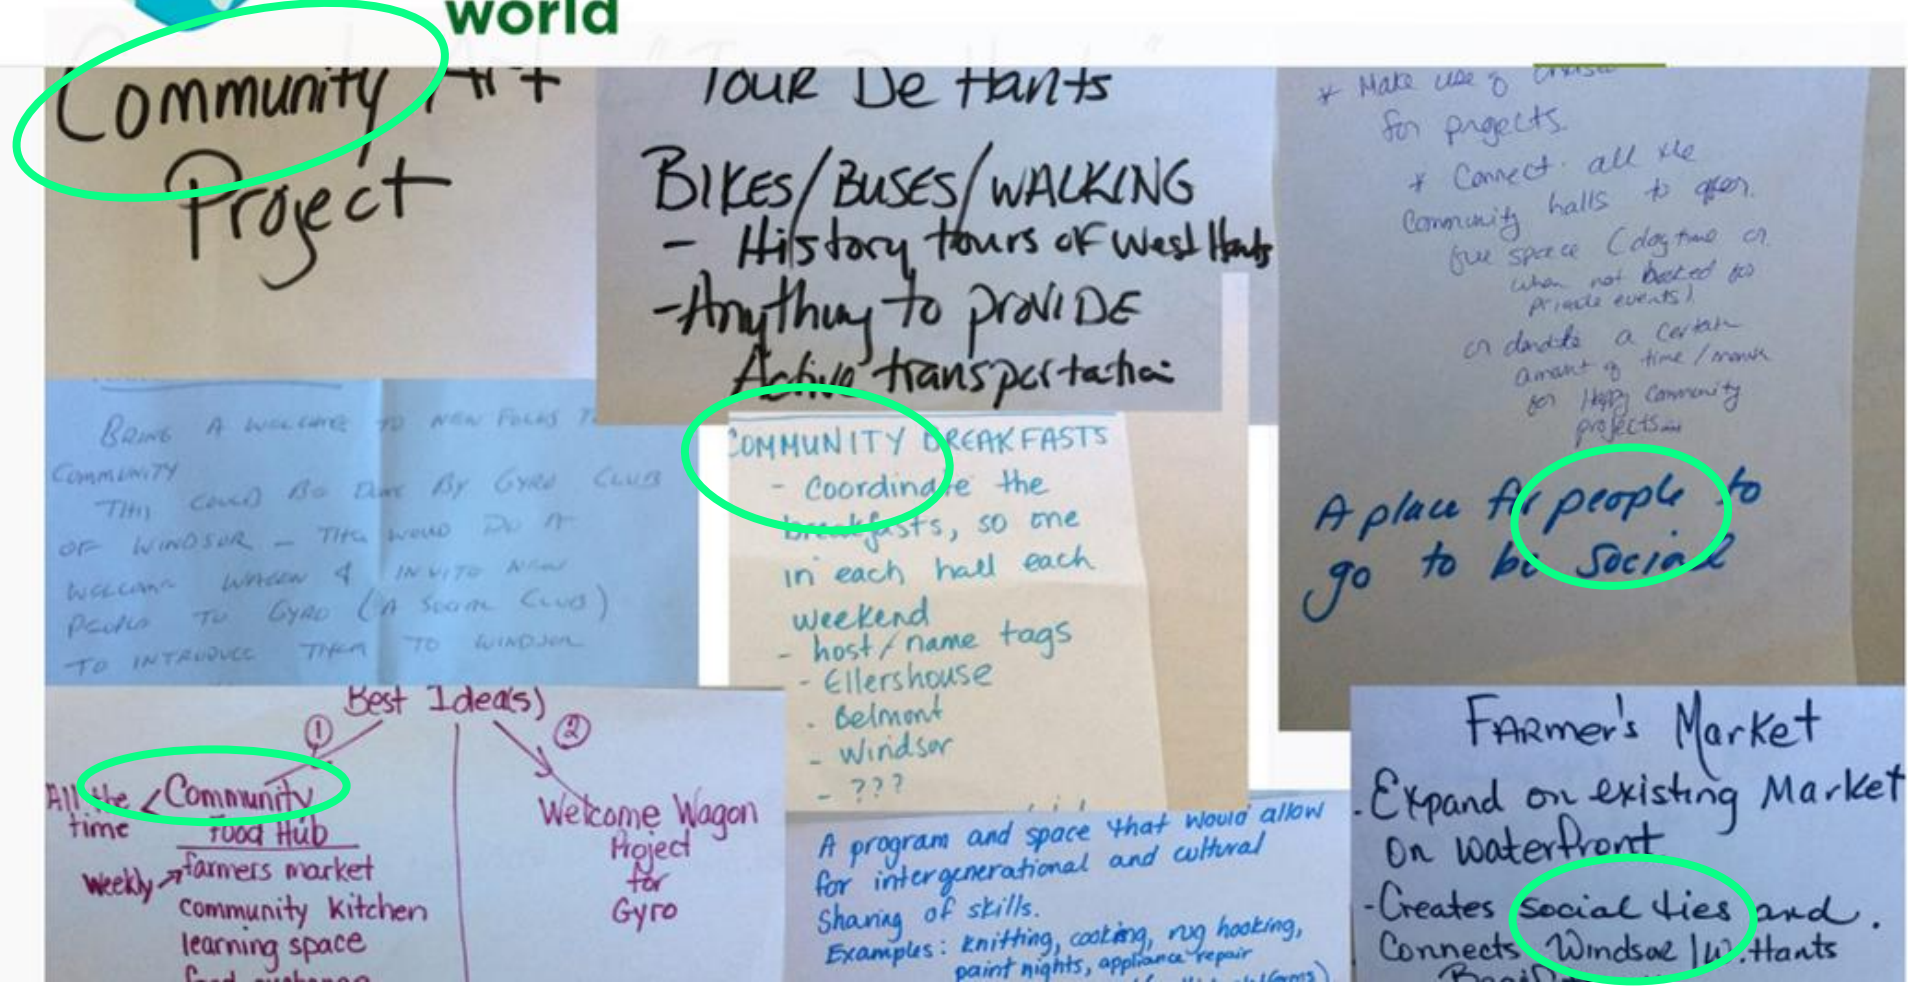 world
Community Art
Project
Tour De Hants
BIKES/BUSES/WALKING
- History tours of West Hants
- Anything to PROVIDE
Active transportation
* Make use of
for projects.
* Connect all the
Community halls to offer
free space (day time or
when not booked for
private events)
or donate a certain
amount of time / month
for Happy Community
projects...
A place for people to
go to be social
BRING A WELCOME TO NEW FOLKS TO
COMMUNITY
THIS COULD BE DONE BY GYRO CLUB
OF WINDSOR - THEY WOULD DO A
WELCOME WAGON & INVITE NEW
PEOPLE TO GYRO (A SOCIAL CLUB)
TO INTRODUCE THEM TO WINDSOR
COMMUNITY BREAKFASTS
- Coordinate the
breakfasts, so one
in each hall each
weekend
- host/name tags
- Ellershouse
- Belmont
- Windsor
- ???
Best Idea(s)
① ②
All the time < Community
Food Hub
weekly → farmers market
community kitchen
learning space
food exchange
Welcome Wagon
Project
for
Gyro
A program and space that would allow
for intergenerational and cultural
Sharing of skills.
Examples: knitting, cooking, rug hooking,
paint nights, appliance repair
FARmer's Market
- Expand on existing Market
On waterfront
- Creates social ties and
Connects Windsor/W.Hants